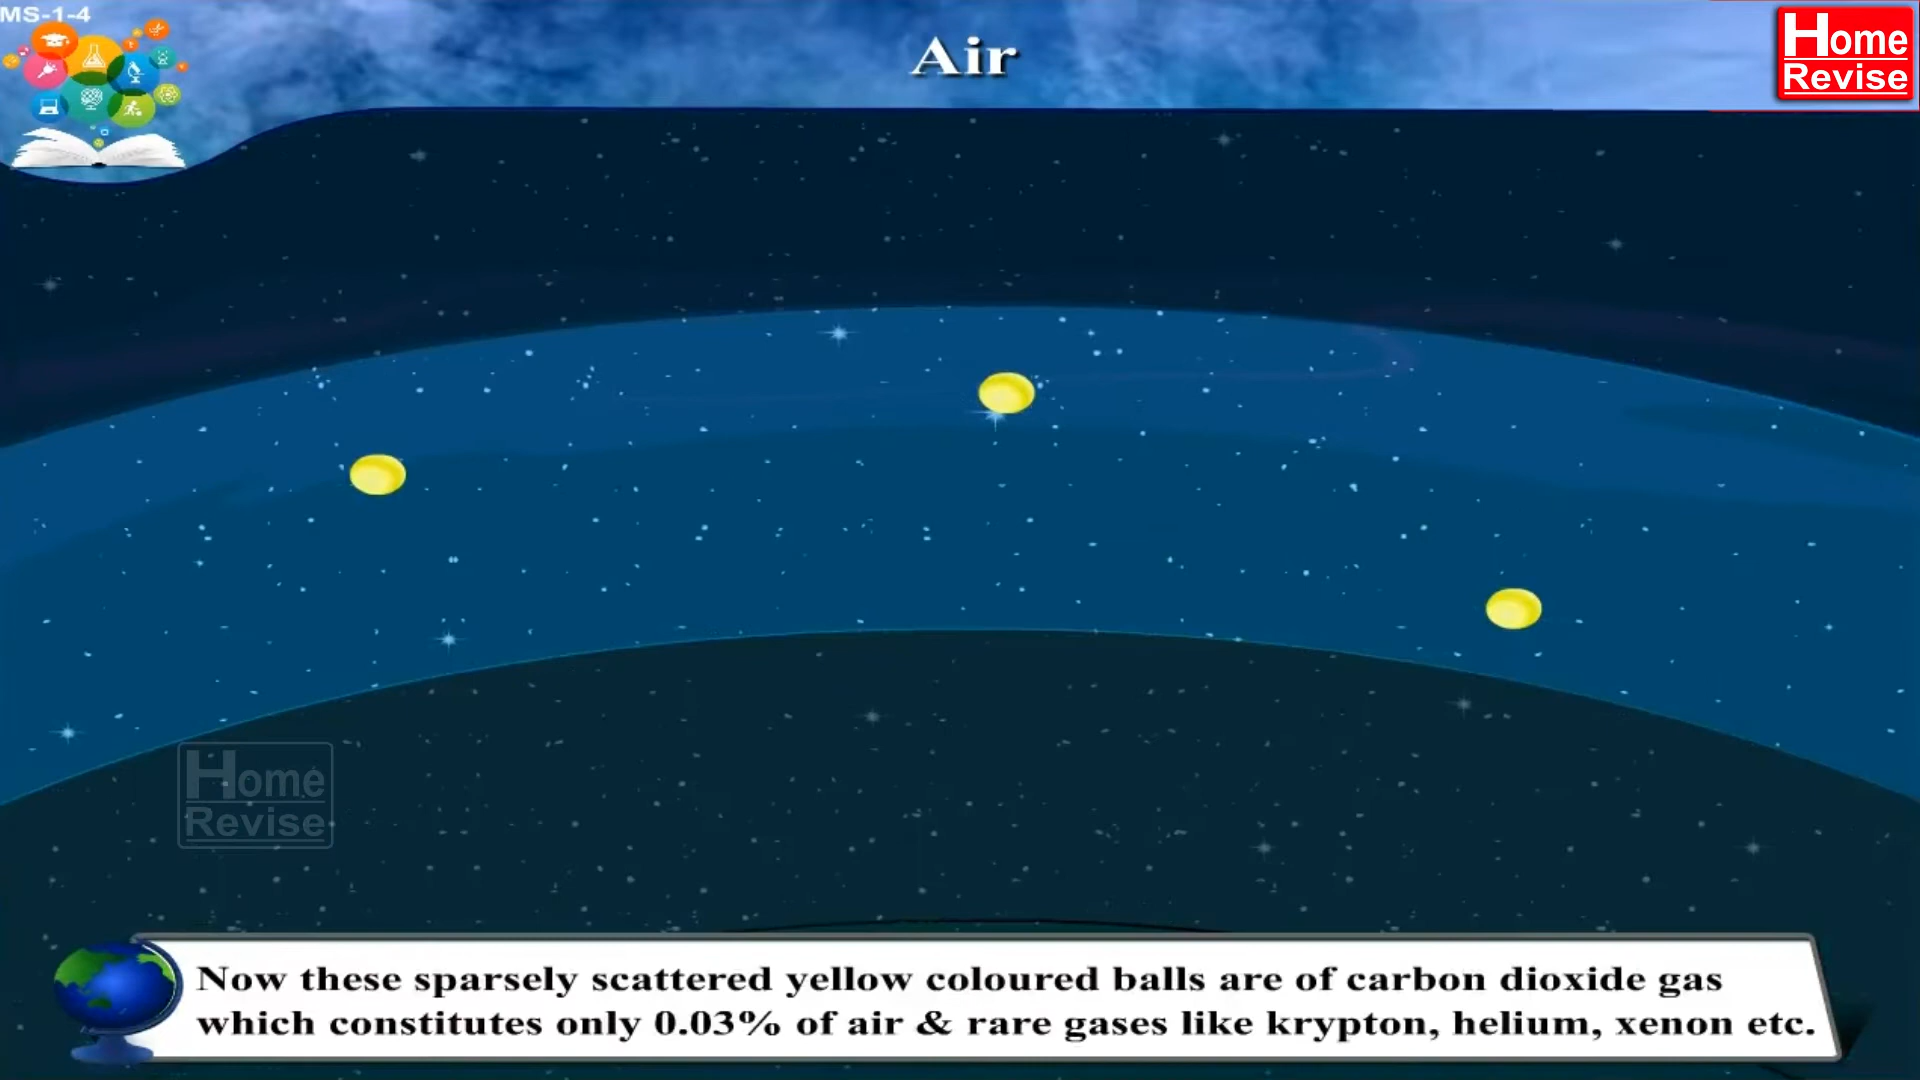 MS-1-4
Air
Home
Revise
Home
Revise
Now these sparsely scattered yellow coloured balls are of carbon dioxide gas
which constitutes only 0.03% of air & rare gases like krypton, helium, xenon etc.